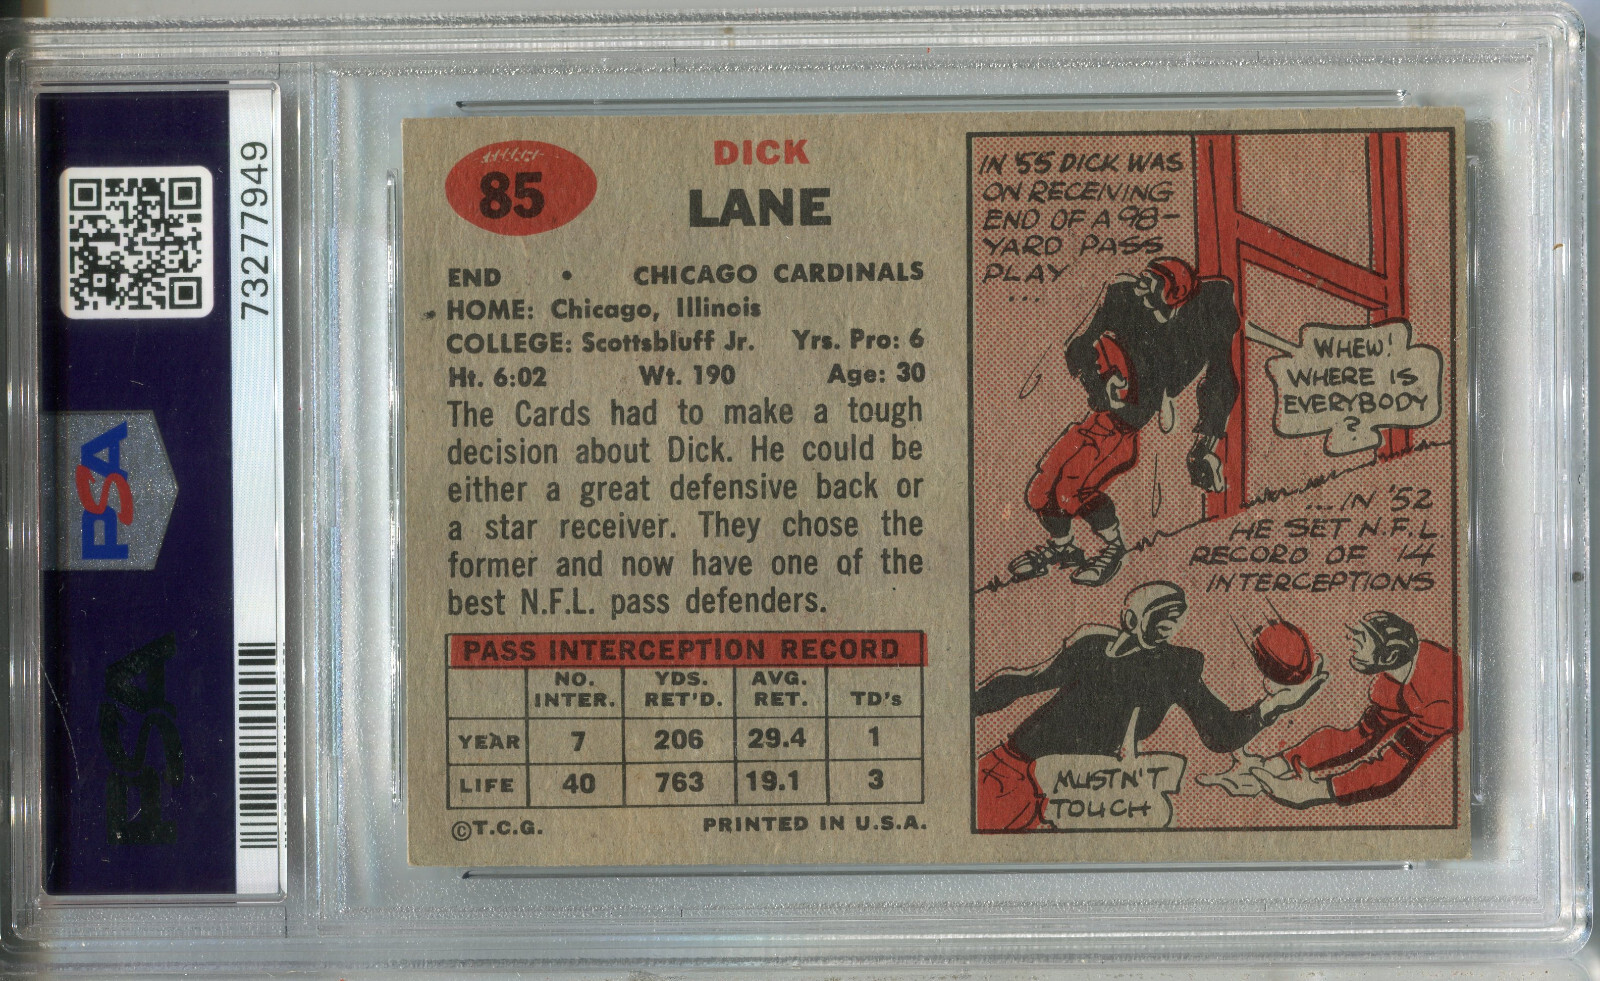 73277949
PSA
PSA
85
DICK
LANE
END • CHICAGO CARDINALS
HOME: Chicago, Illinois
COLLEGE: Scottsbluff Jr. Yrs. Pro: 6
Ht. 6:02 Wt. 190 Age: 30
The Cards had to make a tough
decision about Dick. He could be
either a great defensive back or
a star receiver. They chose the
former and now have one of the
best N.F.L. pass defenders.
PASS INTERCEPTION RECORD
NO. INTER. YDS. RET'D. AVG. RET. TD's
YEAR 7 206 29.4 1
LIFE 40 763 19.1 3
©T.C.G. PRINTED IN U.S.A.
IN '55 DICK WAS
ON RECEIVING
END OF A 98-
YARD PASS
PLAY
...
WHEW!
WHERE IS
EVERYBODY
?
...IN '52
HE SET N.F.L
RECORD OF 14
INTERCEPTIONS
MUSTN'T
TOUCH